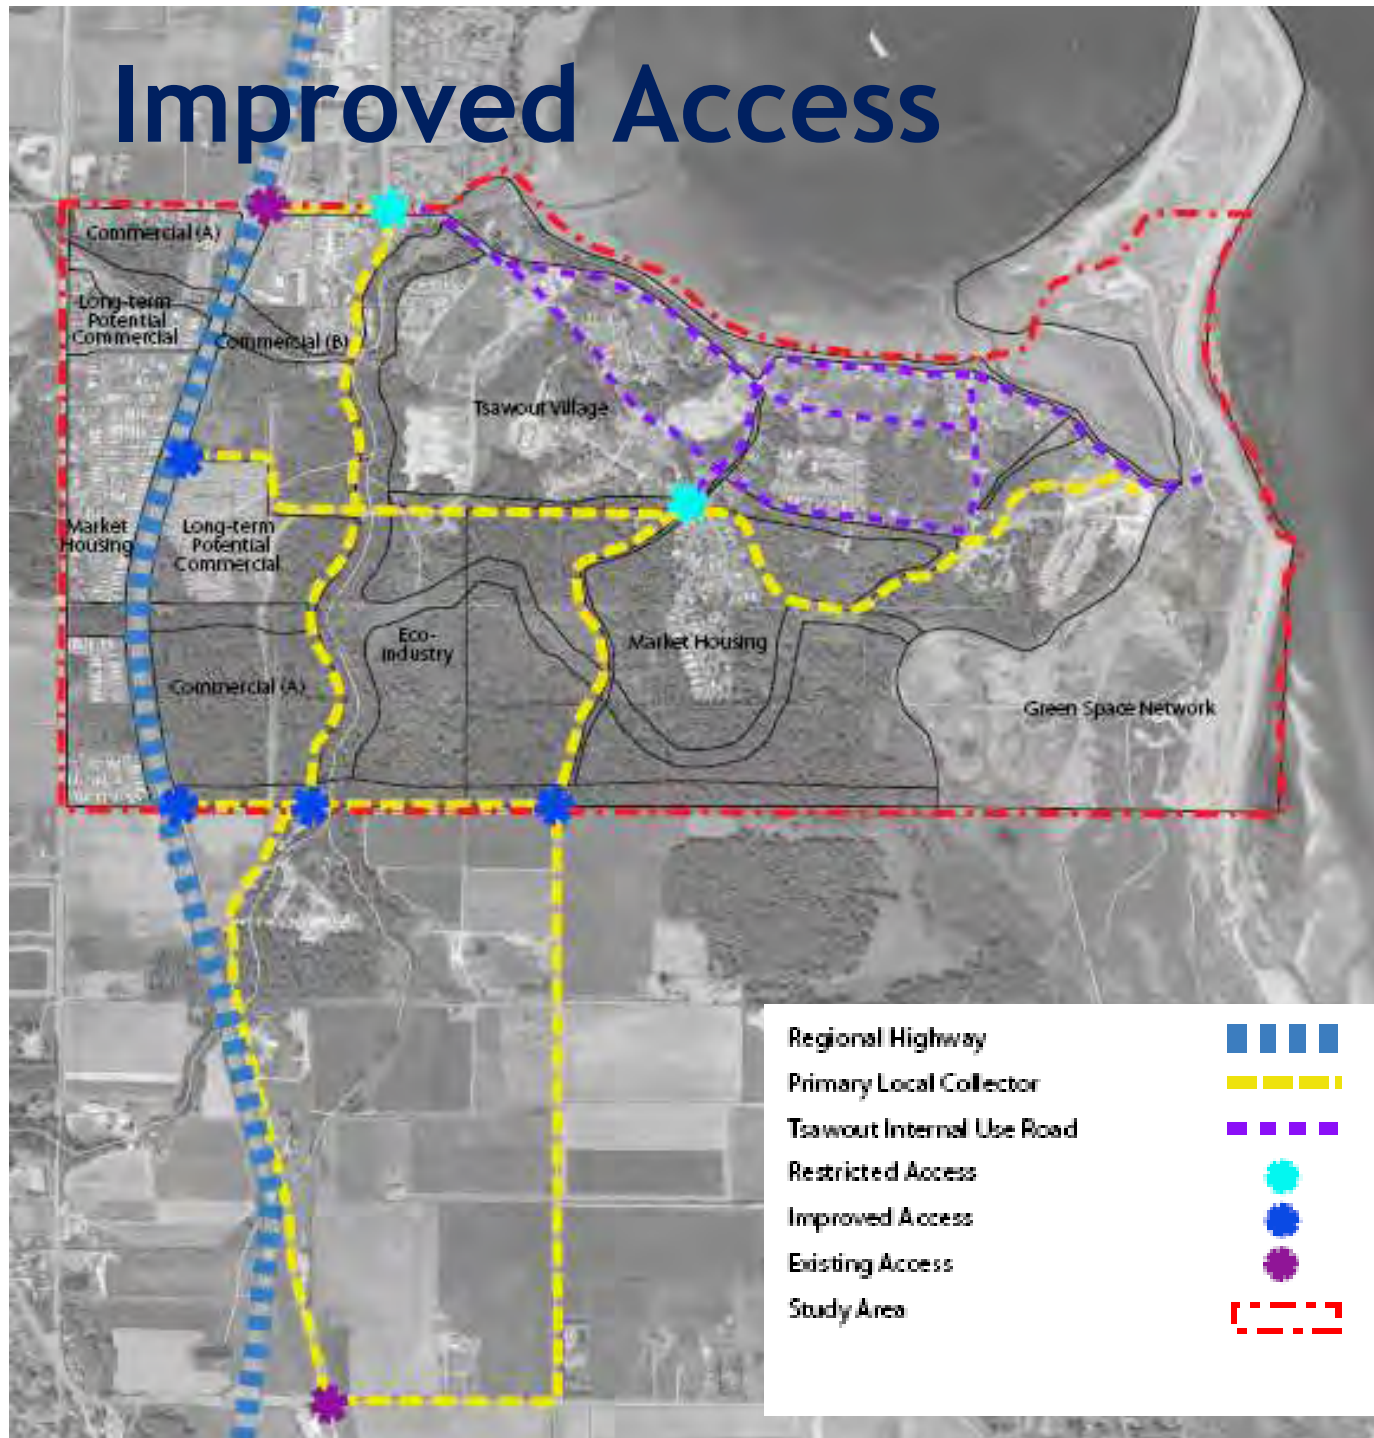 Improved Access
Commercial (A)
Long-term
Potential
Commercial
Commercial (B)
Tsawout Village
Market
Housing
Long-term
Potential
Commercial
Eco-
industry
Market Housing
Commercial (A)
Green Space Network
Regional Highway
Primary Local Collector
Tsawout Internal Use Road
Restricted Access
Improved Access
Existing Access
Study Area